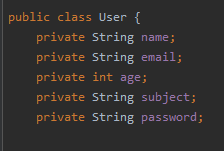 public class User {
    private String name;
    private String email;
    private int age;
    private String subject;
    private String password;